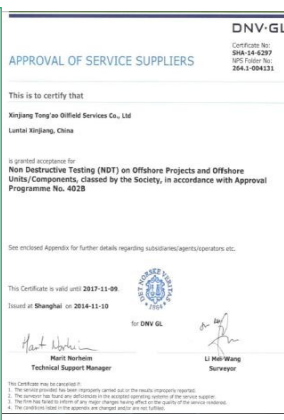 DNV·GL
Certificate No:
SHA-14-6297
NPS Folder No:
264.1-004131
APPROVAL OF SERVICE SUPPLIERS
This is to certify that
Xinjiang Tong'ao Oilfield Services Co., Ltd
Luntai Xinjiang, China
is granted acceptance for
Non Destructive Testing (NDT) on Offshore Projects and Offshore
Units/Components, classed by the Society, in accordance with Approval
Programme No. 402B
See enclosed Appendix for further details regarding subsidiaries/agents/operators etc.
This Certificate is valid until 2017-11-09.
Issued at Shanghai on 2014-11-10
DET NORSKE VERITAS
1864
for DNV GL
Marit Norheim
Marit Norheim
Technical Support Manager
Li Mei-Wang
Surveyor
This Certificate may be cancelled if:
1. The service provided has been improperly carried out or the results improperly reported.
2. The surveyor has found any deficiencies in the accepted operating systems of the service supplier.
3. The firm has failed to inform of any major changes having effect on the quality of the service rendered.
4. The conditions listed in the appendix are changed and/or are not fulfilled.